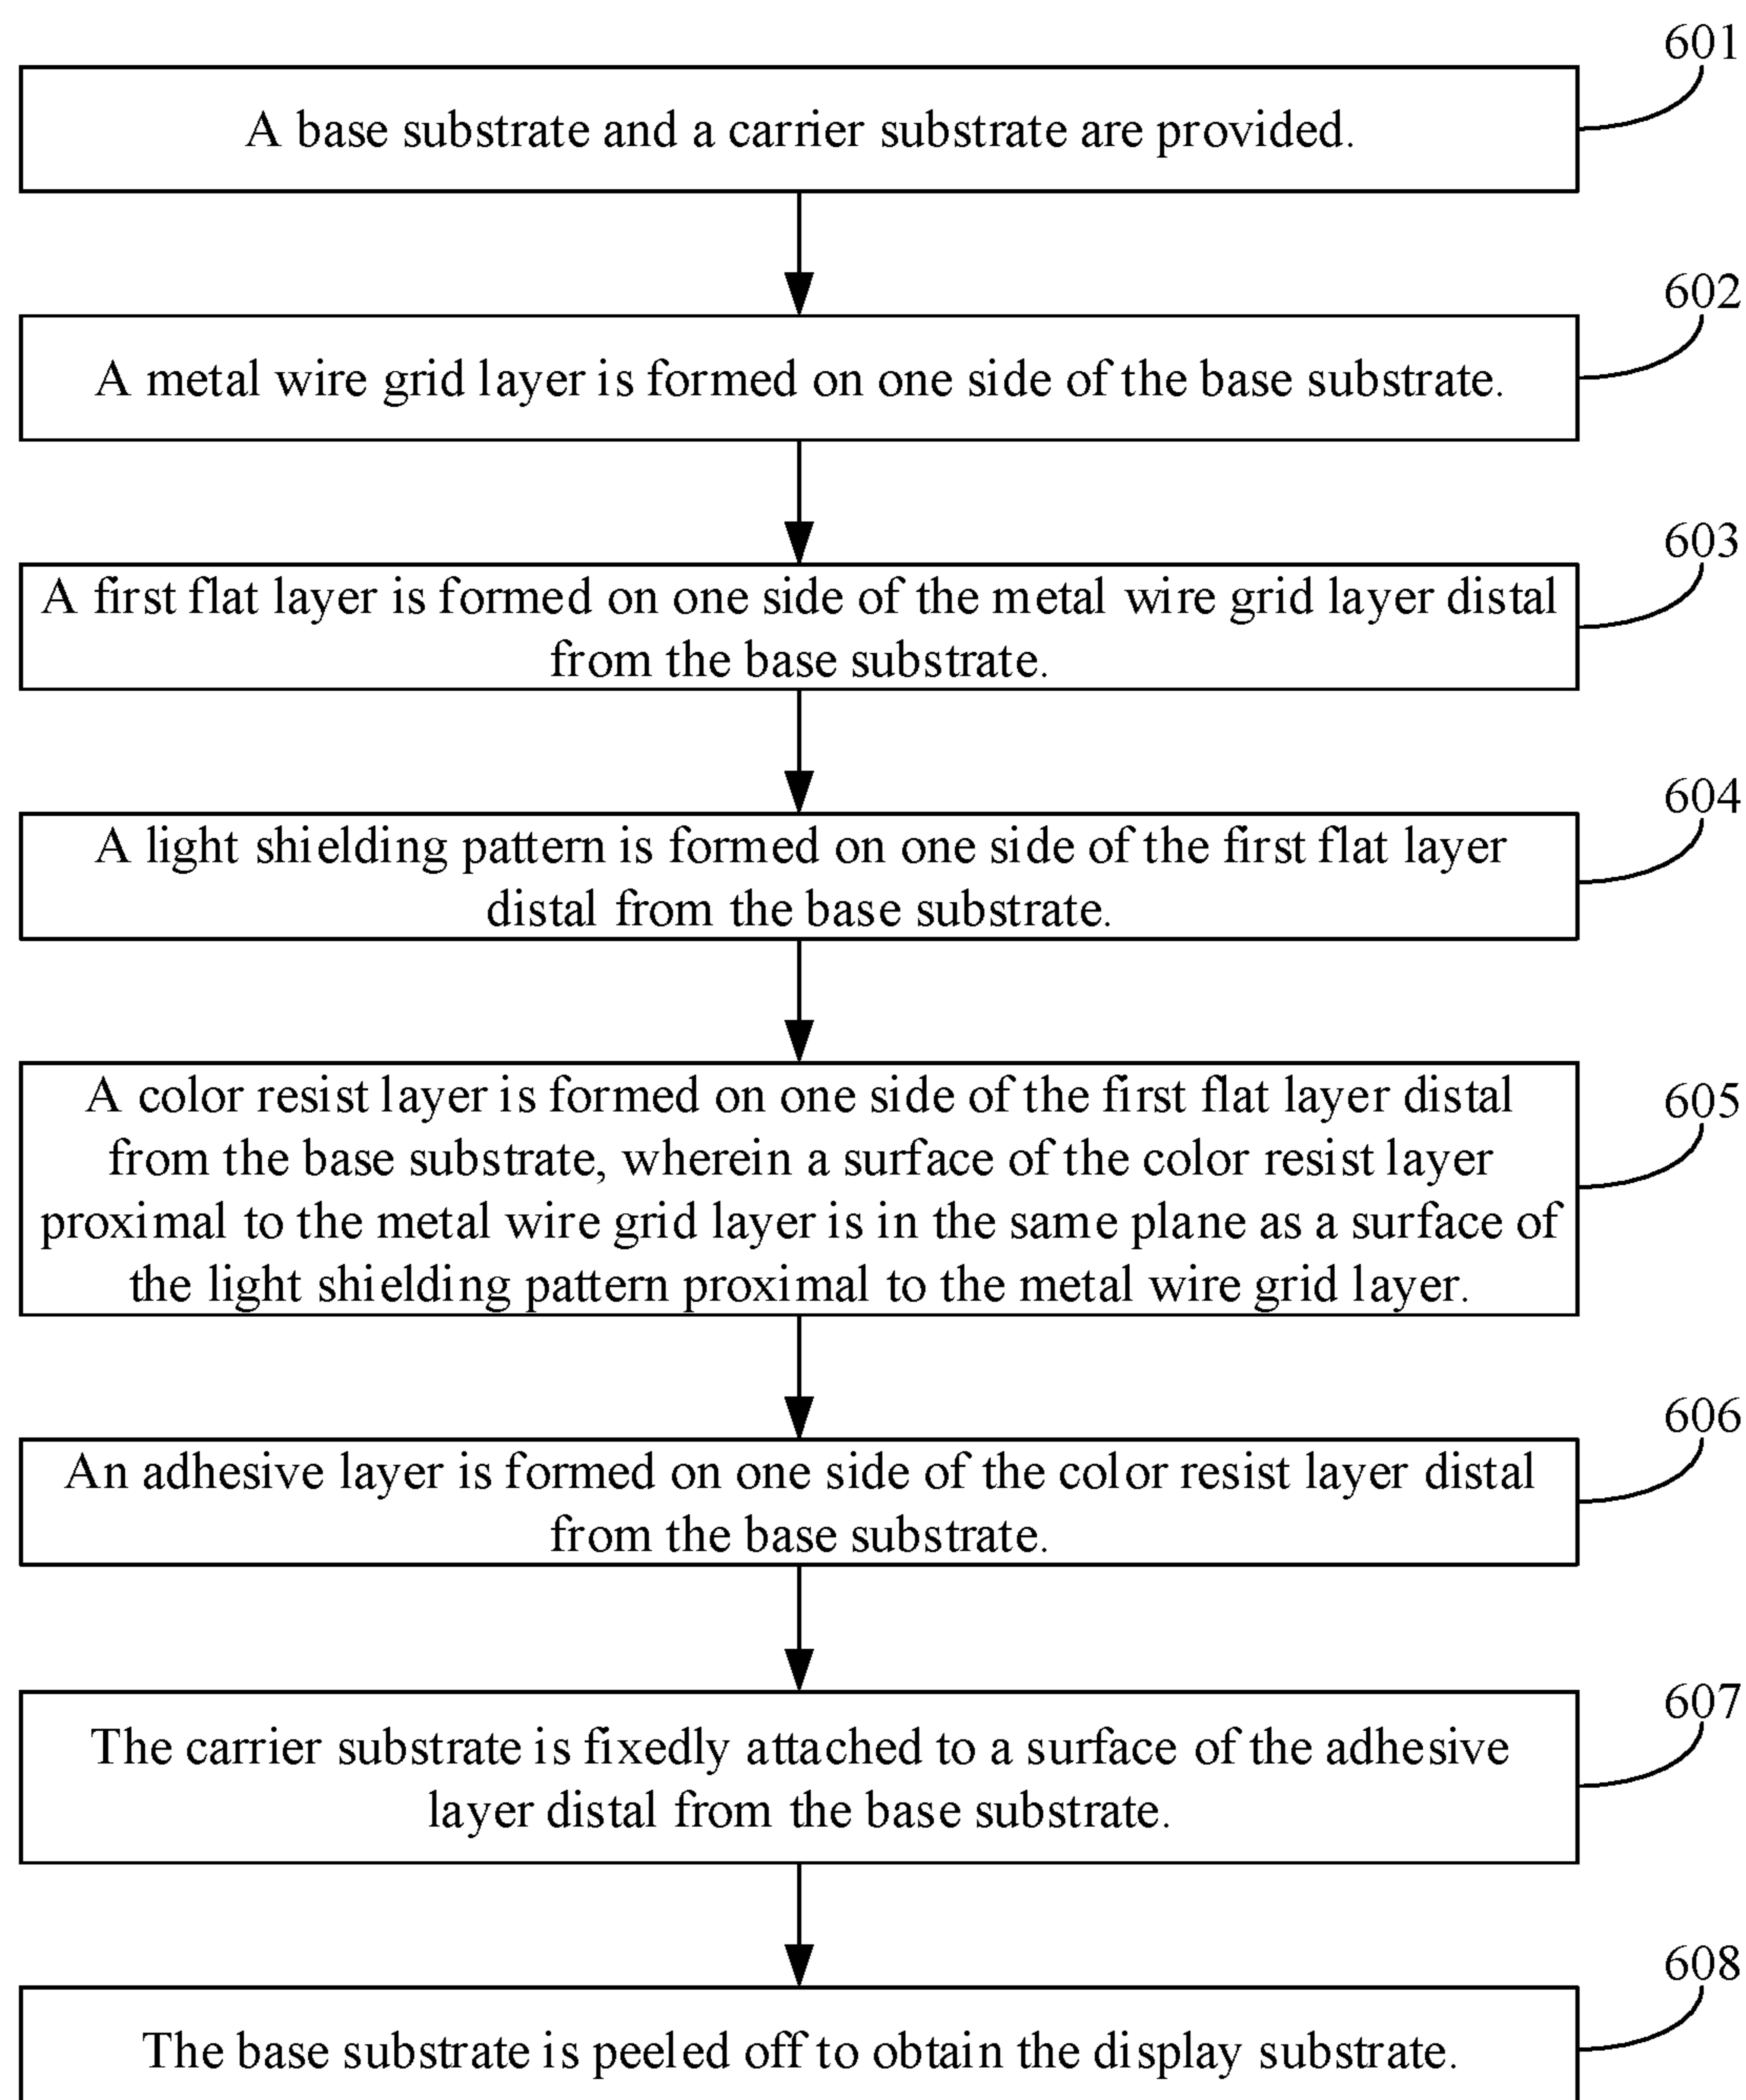 601
A base substrate and a carrier substrate are provided.
602
A metal wire grid layer is formed on one side of the base substrate.
603
A first flat layer is formed on one side of the metal wire grid layer distal
from the base substrate.
604
A light shielding pattern is formed on one side of the first flat layer
distal from the base substrate.
605
A color resist layer is formed on one side of the first flat layer distal
from the base substrate, wherein a surface of the color resist layer
proximal to the metal wire grid layer is in the same plane as a surface of
the light shielding pattern proximal to the metal wire grid layer.
606
An adhesive layer is formed on one side of the color resist layer distal
from the base substrate.
607
The carrier substrate is fixedly attached to a surface of the adhesive
layer distal from the base substrate.
608
The base substrate is peeled off to obtain the display substrate.